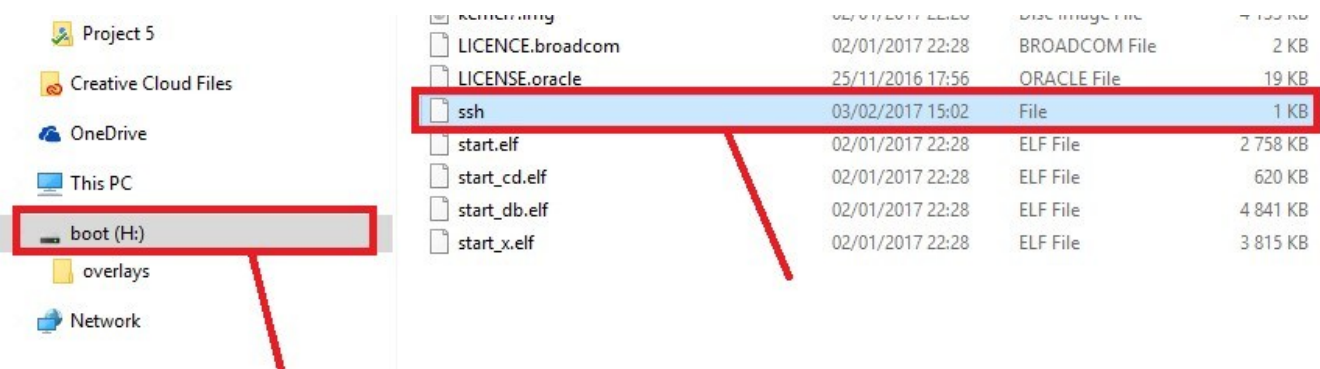 Project 5
Creative Cloud Files
OneDrive
This PC
boot (H:)
overlays
Network
LICENCE.broadcom 02/01/2017 22:28 BROADCOM File 2 KB
LICENSE.oracle 25/11/2016 17:56 ORACLE File 19 KB
ssh 03/02/2017 15:02 File 1 KB
start.elf 02/01/2017 22:28 ELF File 2 758 KB
start_cd.elf 02/01/2017 22:28 ELF File 620 KB
start_db.elf 02/01/2017 22:28 ELF File 4 841 KB
start_x.elf 02/01/2017 22:28 ELF File 3 815 KB